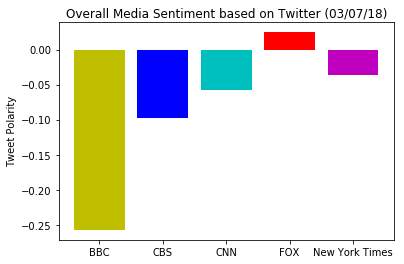 Overall Media Sentiment based on Twitter (03/07/18)
0.00
−0.05
−0.10
−0.15
−0.20
−0.25
Tweet Polarity
BBC CBS CNN FOX New York Times